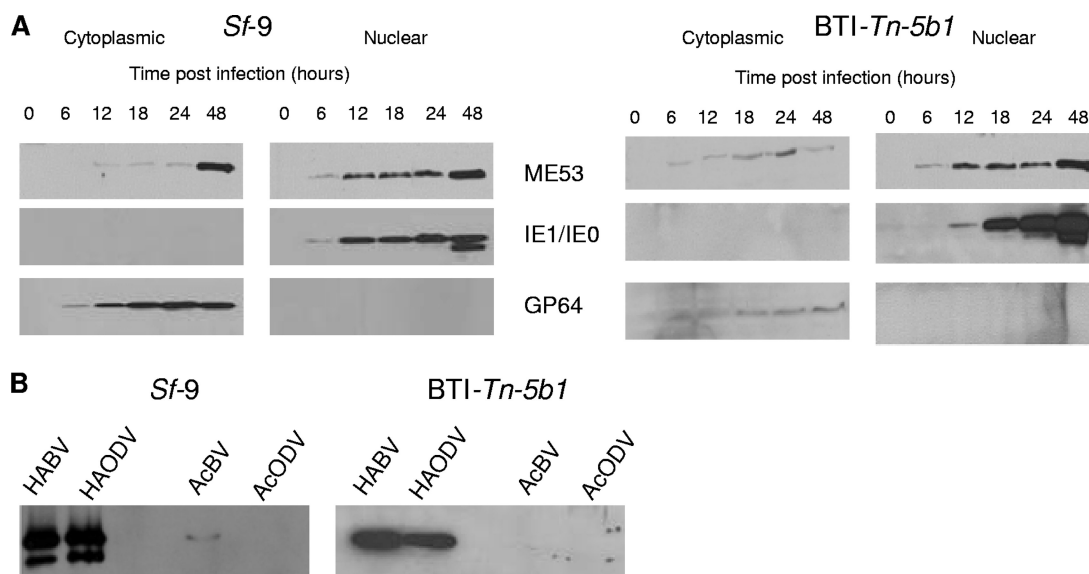 A Sf-9 BTI-Tn-5b1
Cytoplasmic Nuclear Cytoplasmic Nuclear
Time post infection (hours) Time post infection (hours)
0 6 12 18 24 48 0 6 12 18 24 48 0 6 12 18 24 48 0 6 12 18 24 48
ME53
IE1/IE0
GP64
B Sf-9 BTI-Tn-5b1
HABV HAODV AcBV AcODV HABV HAODV AcBV AcODV